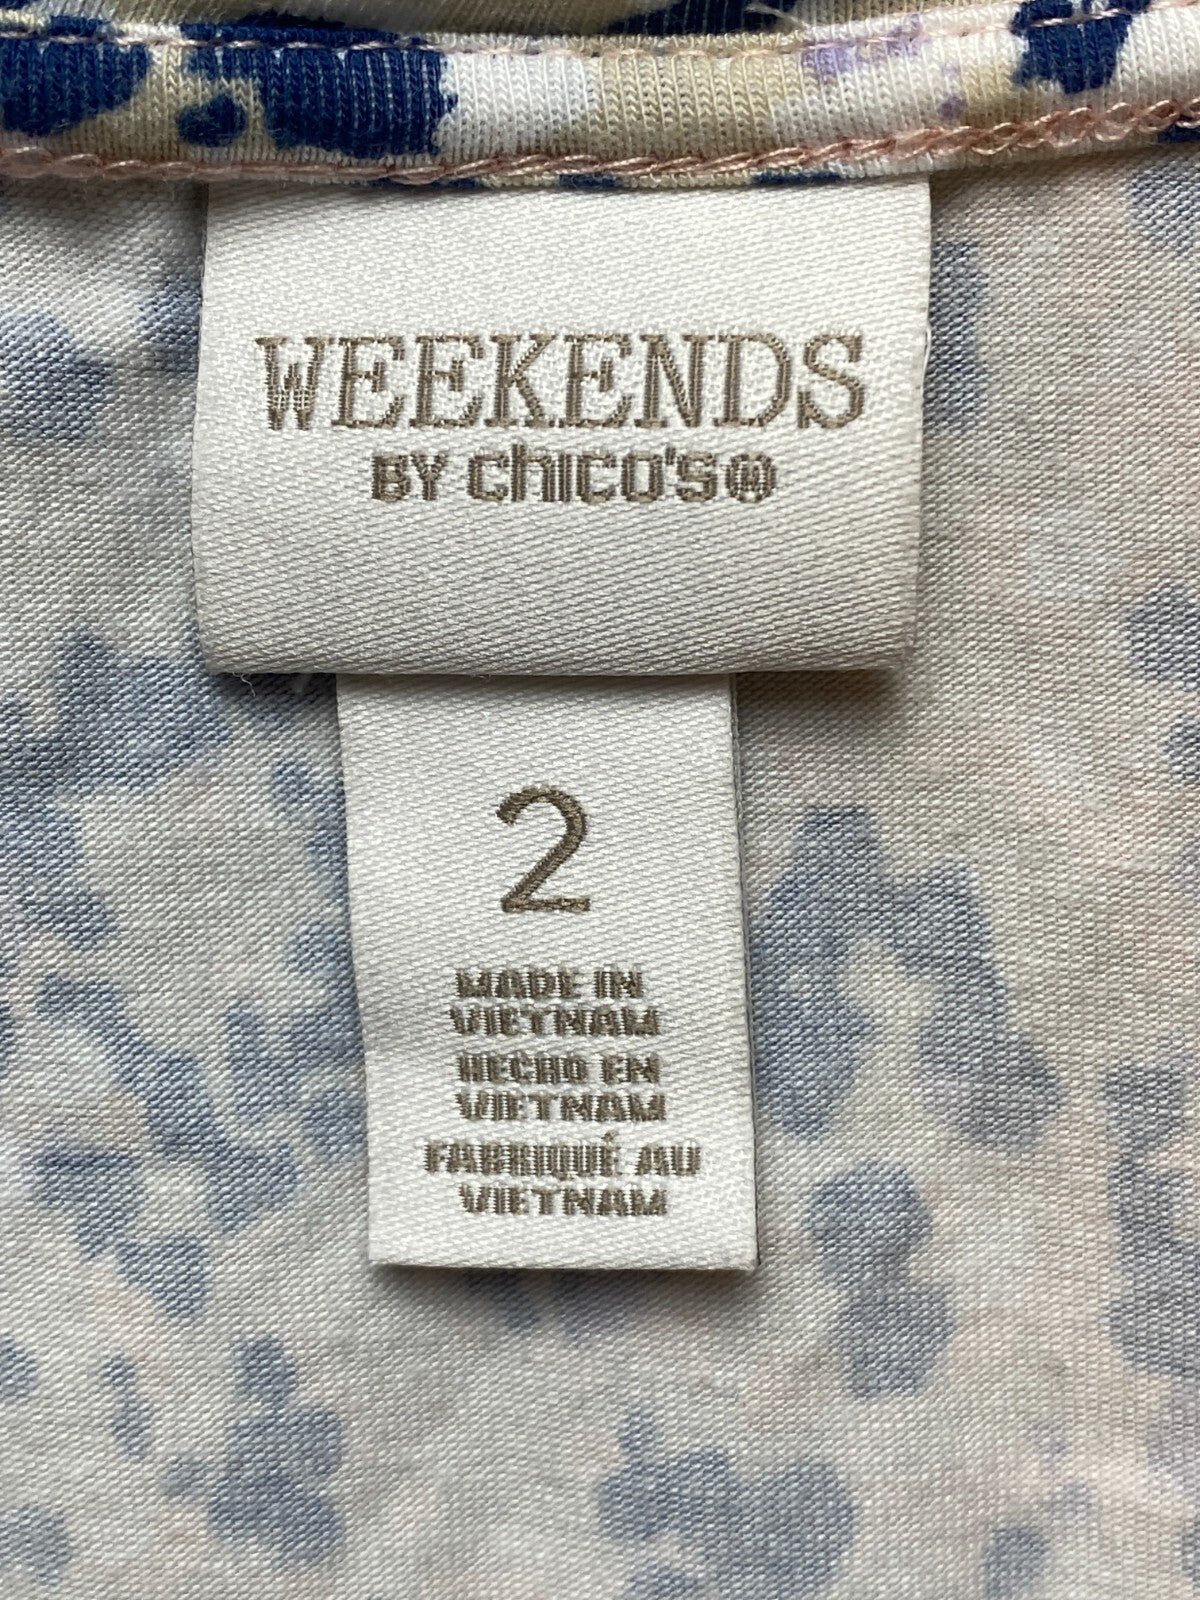 WEEKENDS
BY CHICO'S®
2
MADE IN
VIETNAM
HECHO EN
VIETNAM
FABRIQUÉ AU
VIETNAM